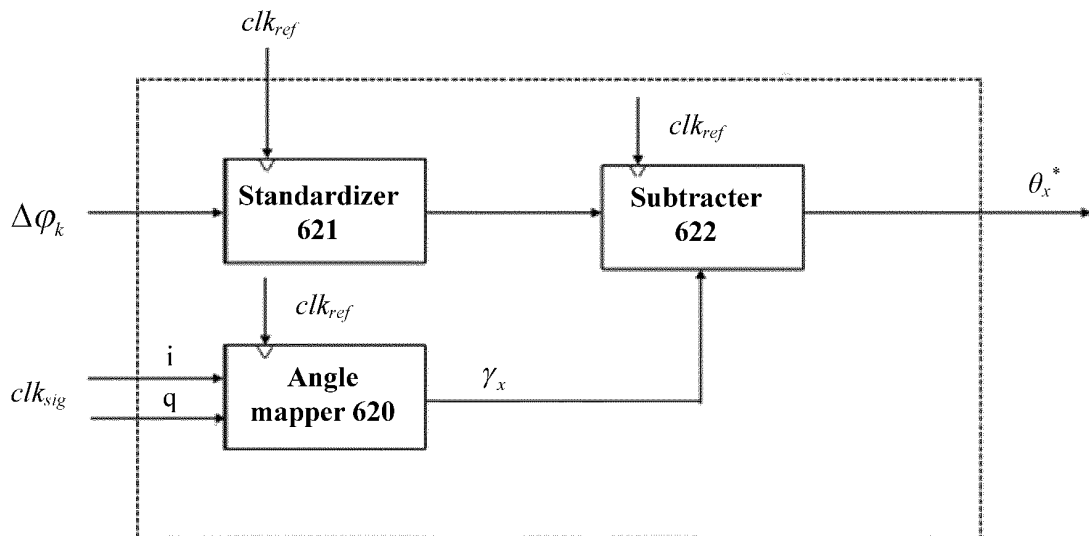 clk_ref
clk_ref
Standardizer
621
Subtracter
622
θ_x*
Δφ_k
clk_ref
i
q
clk_sig
Angle
mapper 620
γ_x